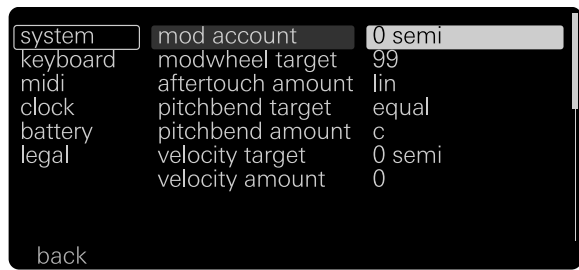 system mod account 0 semi
keyboard modwheel target 99
midi aftertouch amount lin
clock pitchbend target equal
battery pitchbend amount c
legal velocity target 0 semi
velocity amount 0
back